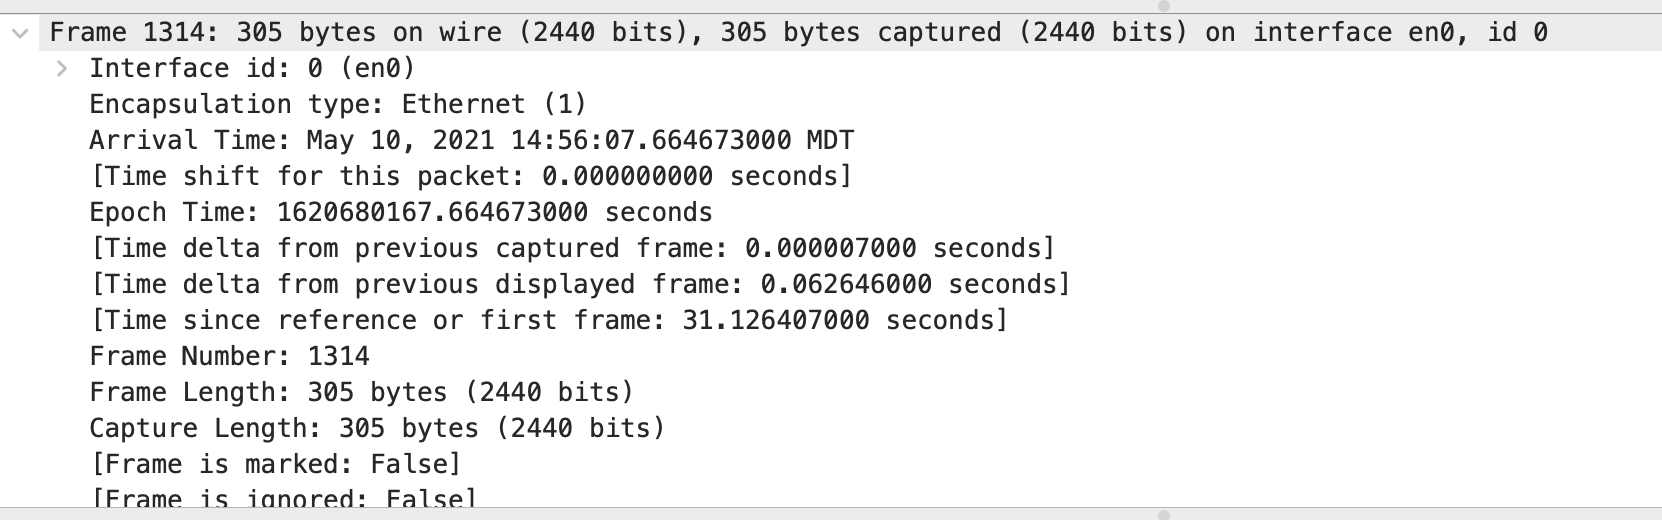 Frame 1314: 305 bytes on wire (2440 bits), 305 bytes captured (2440 bits) on interface en0, id 0
Interface id: 0 (en0)
Encapsulation type: Ethernet (1)
Arrival Time: May 10, 2021 14:56:07.664673000 MDT
[Time shift for this packet: 0.000000000 seconds]
Epoch Time: 1620680167.664673000 seconds
[Time delta from previous captured frame: 0.000007000 seconds]
[Time delta from previous displayed frame: 0.062646000 seconds]
[Time since reference or first frame: 31.126407000 seconds]
Frame Number: 1314
Frame Length: 305 bytes (2440 bits)
Capture Length: 305 bytes (2440 bits)
[Frame is marked: False]
[Frame is ignored: False]